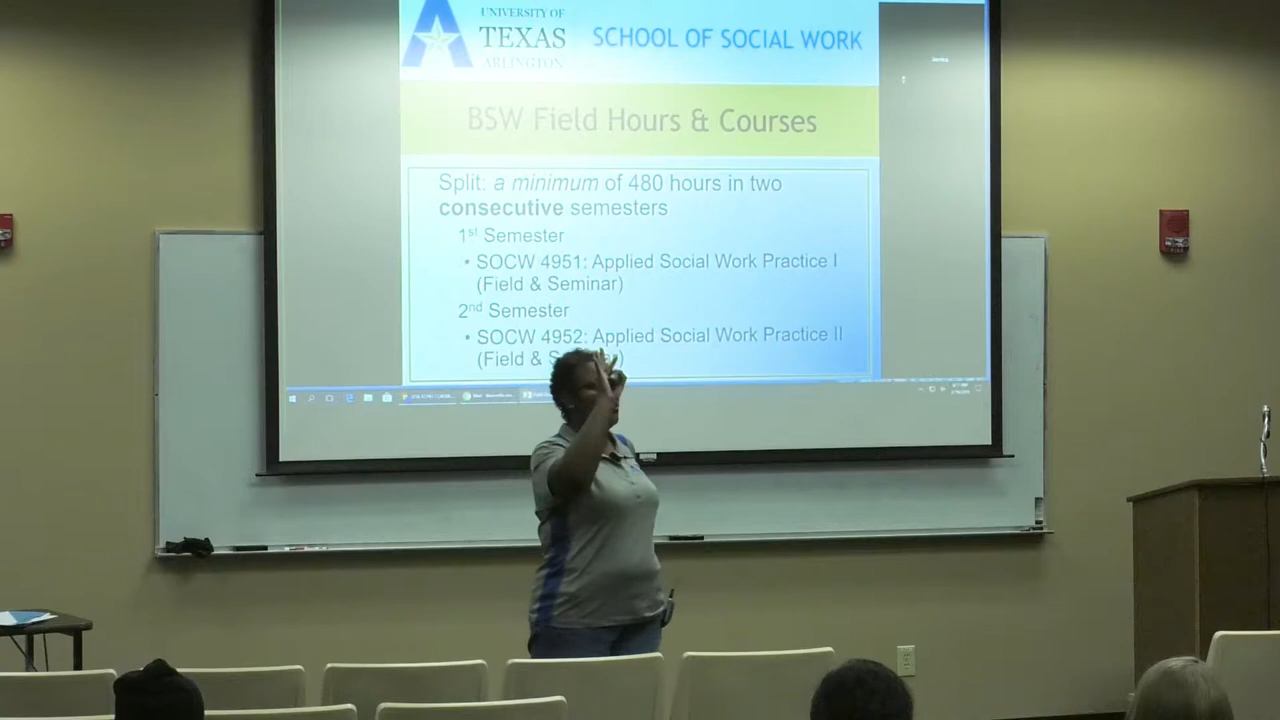 UNIVERSITY OF
TEXAS
ARLINGTON
SCHOOL OF SOCIAL WORK
BSW Field Hours & Courses
Split: a minimum of 480 hours in two
consecutive semesters
1st Semester
• SOCW 4951: Applied Social Work Practice I
(Field & Seminar)
2nd Semester
• SOCW 4952: Applied Social Work Practice II
(Field & S